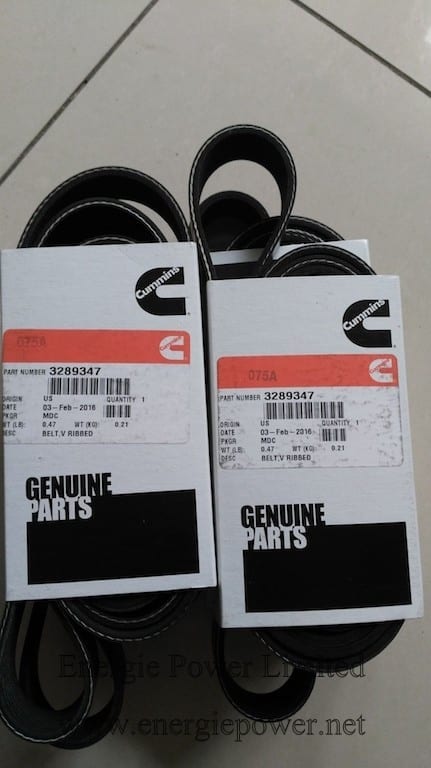 Cummins
075A
PART NUMBER 3289347
ORIGIN US QUANTITY 1
DATE 03-Feb-2016
PKGR MDC
WT (LB) 0.47 WT (KG) 0.21
DESC BELT,V RIBBED
GENUINE
PARTS
Cummins
075A
PART NUMBER 3289347
ORIGIN US QUANTITY 1
DATE 03-Feb-2016
PKGR MDC
WT (LB) 0.47 WT (KG) 0.21
DESC BELT,V RIBBED
GENUINE
PARTS
Energie Power Limited
www.energiepower.net